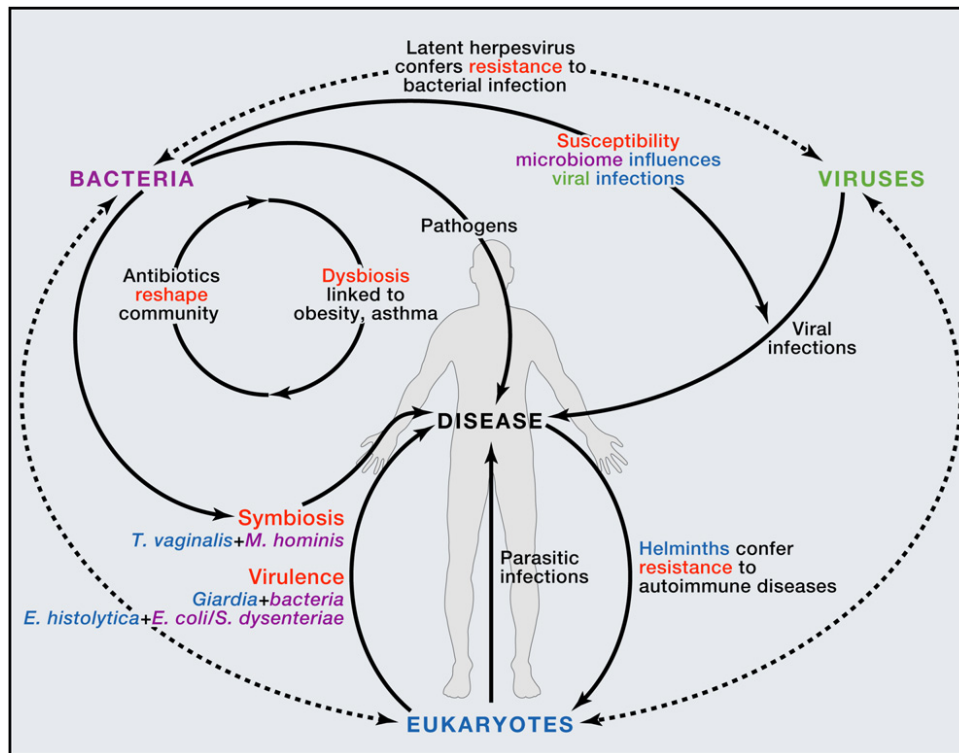 Latent herpesvirus
confers resistance to
bacterial infection
Susceptibility
microbiome influences
viral infections
BACTERIA
VIRUSES
Pathogens
Antibiotics
reshape
community
Dysbiosis
linked to
obesity, asthma
Viral
infections
DISEASE
Symbiosis
T. vaginalis+M. hominis
Virulence
Giardia+bacteria
E. histolytica+E. coli/S. dysenteriae
Parasitic
infections
Helminths confer
resistance to
autoimmune diseases
EUKARYOTES